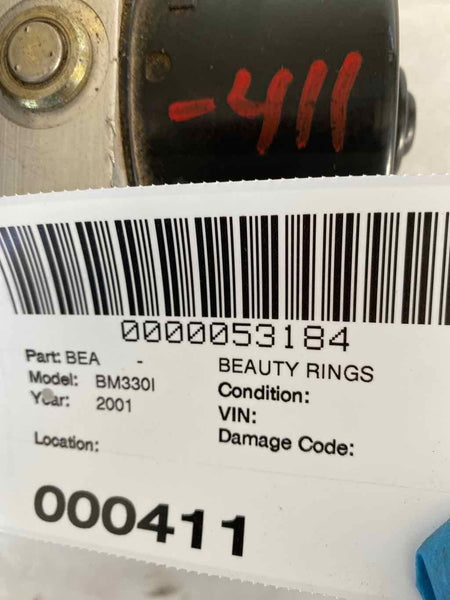 -411
0000053184
Part: BEA -
BEAUTY RINGS
Model: BM330I
Condition:
Year: 2001
VIN:
Damage Code:
Location:
000411